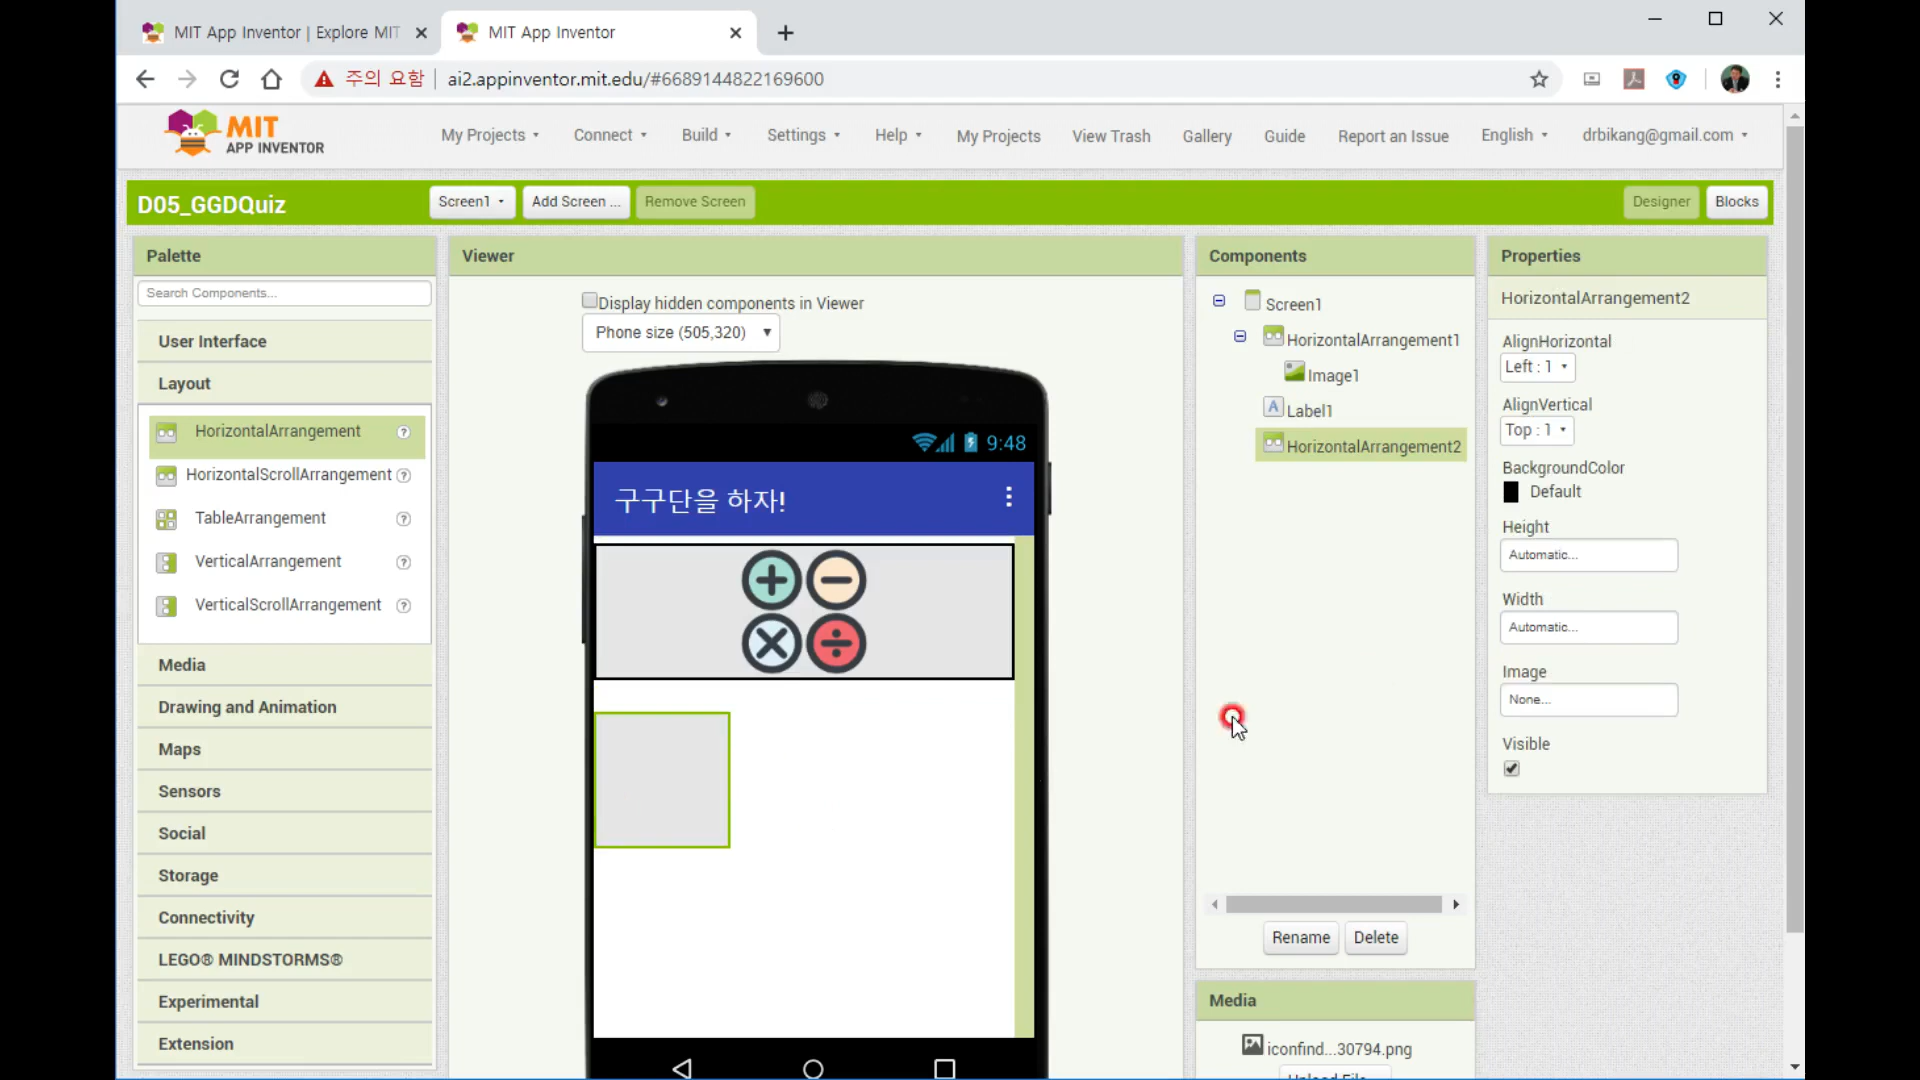 MIT App Inventor | Explore MIT
MIT App Inventor
주의 요함
ai2.appinventor.mit.edu/#6689144822169600
MIT
APP INVENTOR
My Projects
Connect
Build
Settings
Help
My Projects
View Trash
Gallery
Guide
Report an Issue
English
drbikang@gmail.com
D05_GGDQuiz
Screen1
Add Screen ...
Remove Screen
Designer
Blocks
Palette
Search Components...
User Interface
Layout
HorizontalArrangement
HorizontalScrollArrangement
TableArrangement
VerticalArrangement
VerticalScrollArrangement
Media
Drawing and Animation
Maps
Sensors
Social
Storage
Connectivity
LEGO® MINDSTORMS®
Experimental
Extension
Viewer
Display hidden components in Viewer
Phone size (505,320)
9:48
구구단을 하자!
Components
Screen1
HorizontalArrangement1
Image1
Label1
HorizontalArrangement2
Rename
Delete
Media
iconfind...30794.png
Upload File ...
Properties
HorizontalArrangement2
AlignHorizontal
Left : 1
AlignVertical
Top : 1
BackgroundColor
Default
Height
Automatic...
Width
Automatic...
Image
None...
Visible